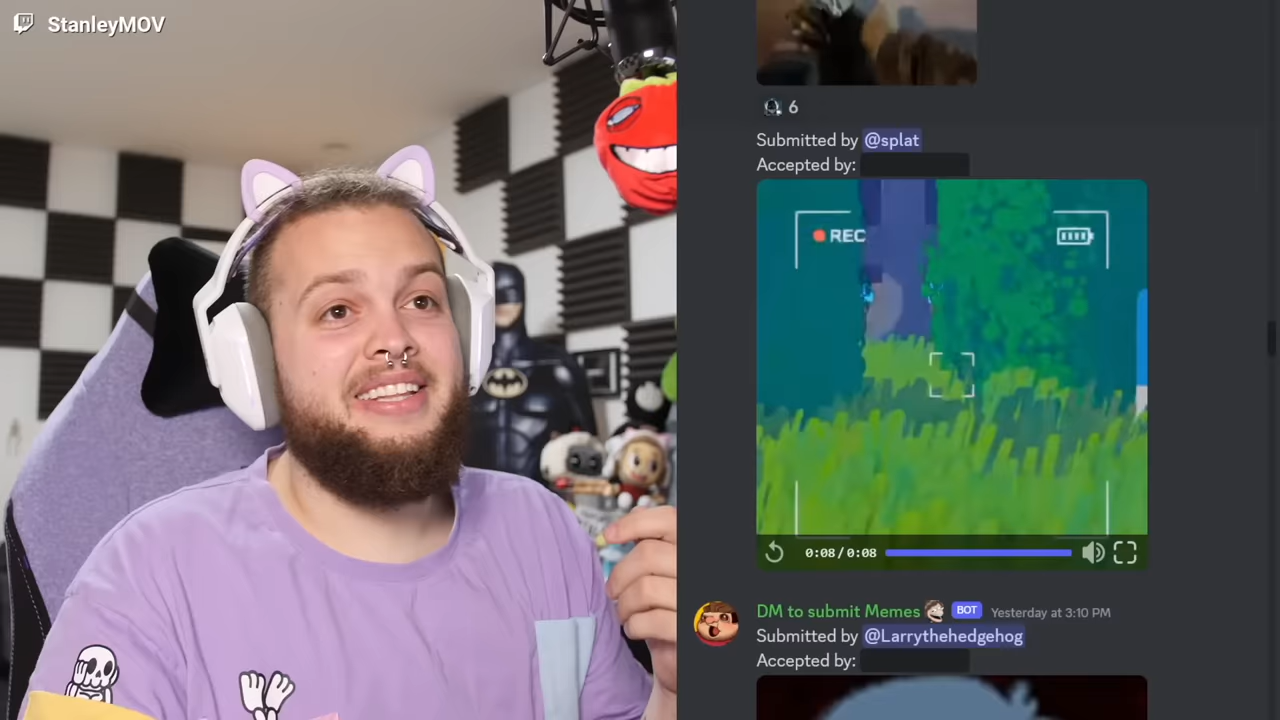 StanleyMOV
6
Submitted by @splat
Accepted by:
REC
0:08/0:08
DM to submit Memes BOT Yesterday at 3:10 PM
Submitted by @Larrythehedgehog
Accepted by: